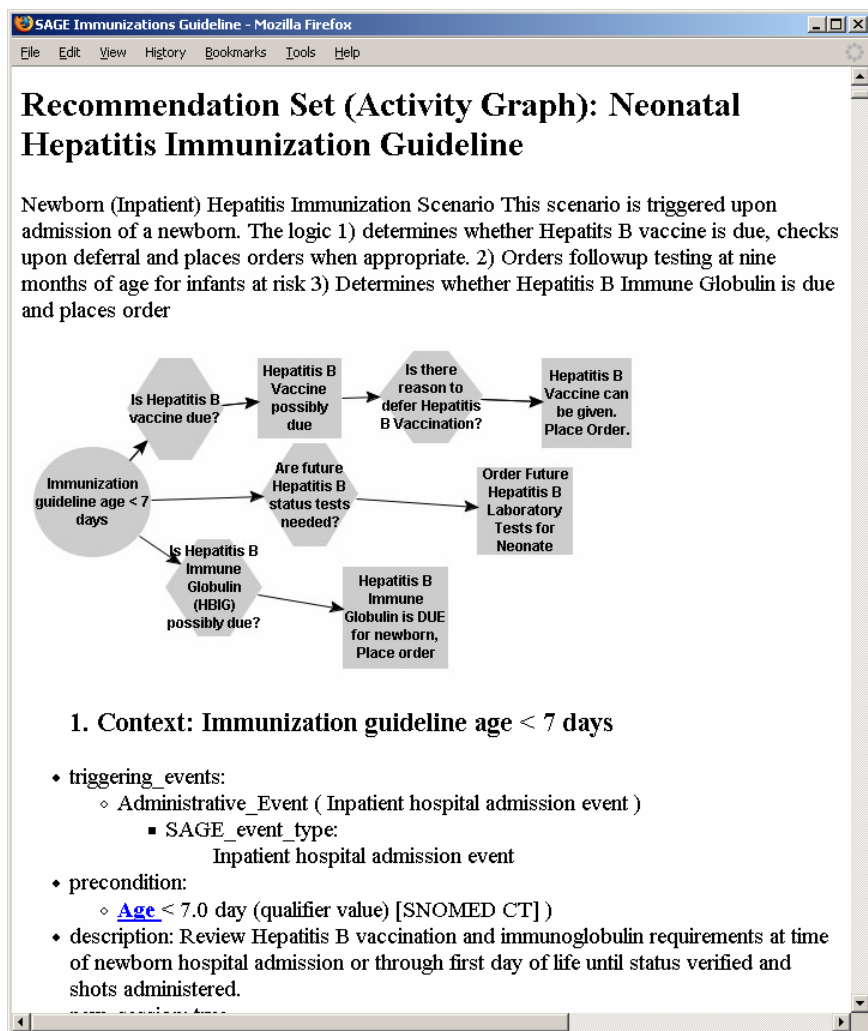 SAGE Immunizations Guideline - Mozilla Firefox
File Edit View History Bookmarks Tools Help
Recommendation Set (Activity Graph): Neonatal
Hepatitis Immunization Guideline
Newborn (Inpatient) Hepatitis Immunization Scenario This scenario is triggered upon
admission of a newborn. The logic 1) determines whether Hepatits B vaccine is due, checks
upon deferral and places orders when appropriate. 2) Orders followup testing at nine
months of age for infants at risk 3) Determines whether Hepatitis B Immune Globulin is due
and places order
Is Hepatitis B
vaccine due?
Hepatitis B
Vaccine
possibly
due
Is there
reason to
defer Hepatitis
B Vaccination?
Hepatitis B
Vaccine can
be given.
Place Order.
Immunization
guideline age < 7
days
Are future
Hepatitis B
status tests
needed?
Order Future
Hepatitis B
Laboratory
Tests for
Neonate
Is Hepatitis B
Immune
Globulin
(HBIG)
possibly due?
Hepatitis B
Immune
Globulin is DUE
for newborn,
Place order
1. Context: Immunization guideline age < 7 days
• triggering_events:
◦ Administrative_Event ( Inpatient hospital admission event )
▪ SAGE_event_type:
Inpatient hospital admission event
• precondition:
◦ Age < 7.0 day (qualifier value) [SNOMED CT] )
• description: Review Hepatitis B vaccination and immunoglobulin requirements at time
of newborn hospital admission or through first day of life until status verified and
shots administered.